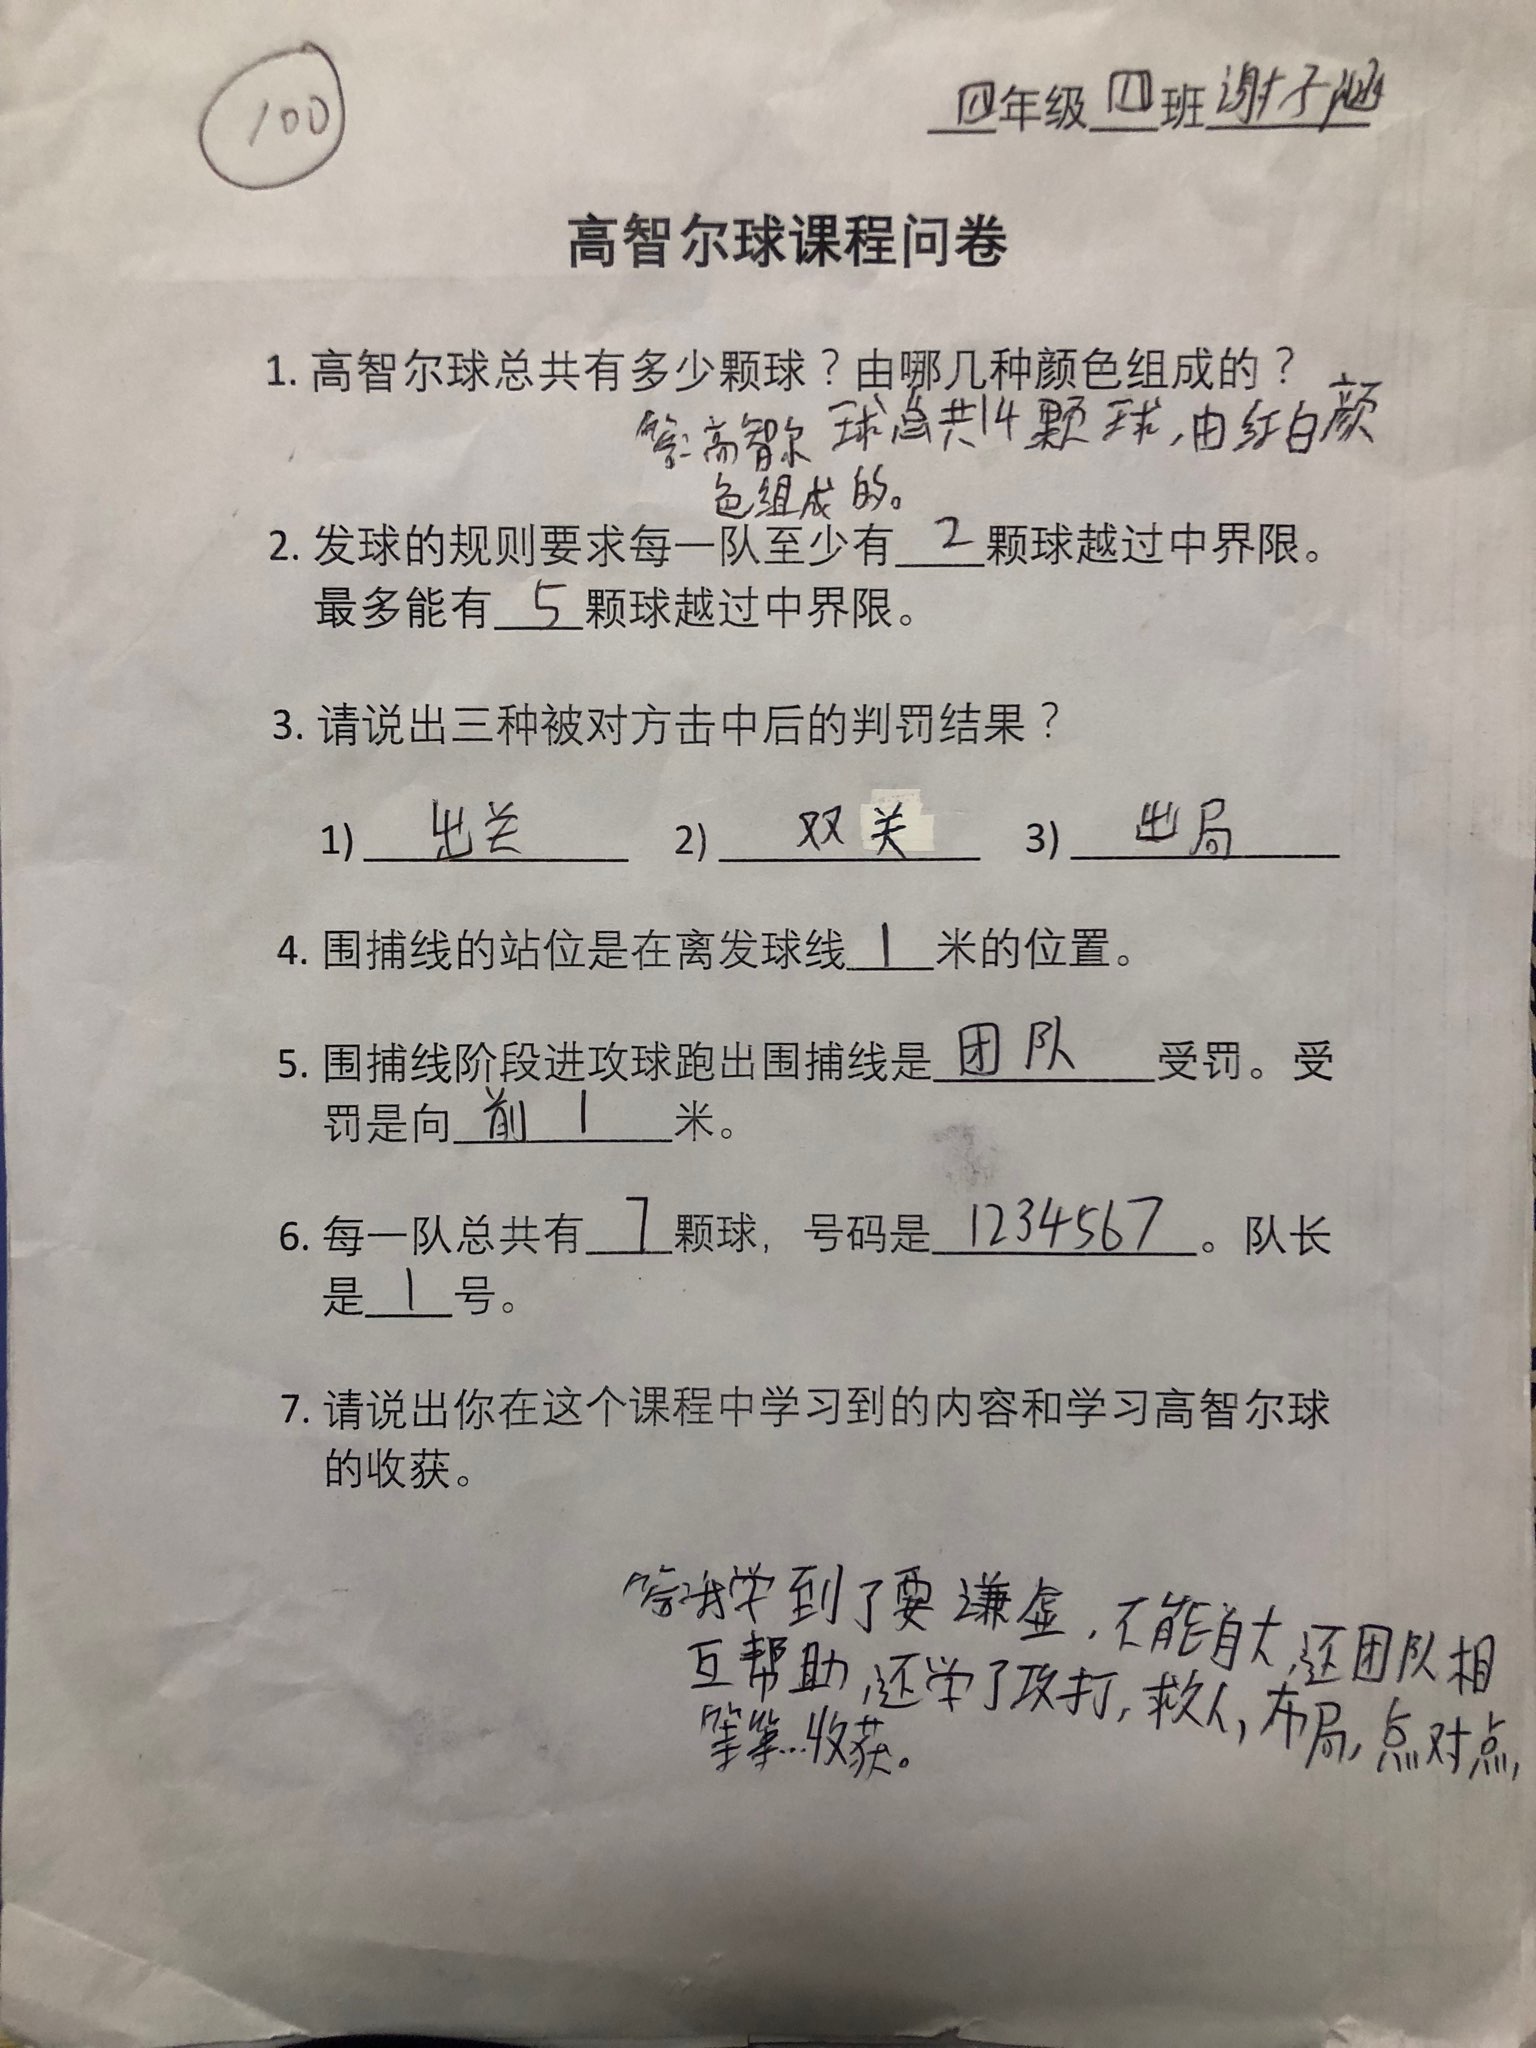 100
四年级四班谢子涵
高智尔球课程问卷
1. 高智尔球总共有多少颗球？由哪几种颜色组成的？
答:高智尔球总共14颗球,由红白颜
色组成的。
2. 发球的规则要求每一队至少有2颗球越过中界限。
最多能有5颗球越过中界限。
3. 请说出三种被对方击中后的判罚结果？
1) 出关 2) 双关 3) 出局
4. 围捕线的站位是在离发球线1米的位置。
5. 围捕线阶段进攻球跑出围捕线是团队受罚。受
罚是向前1米。
6. 每一队总共有7颗球，号码是1234567。队长
是1号。
7. 请说出你在这个课程中学习到的内容和学习高智尔球
的收获。
答:我学到了要谦虚,不能自大,还团队相
互帮助,还学了攻打,救人,布局,点对点,
等等...收获。